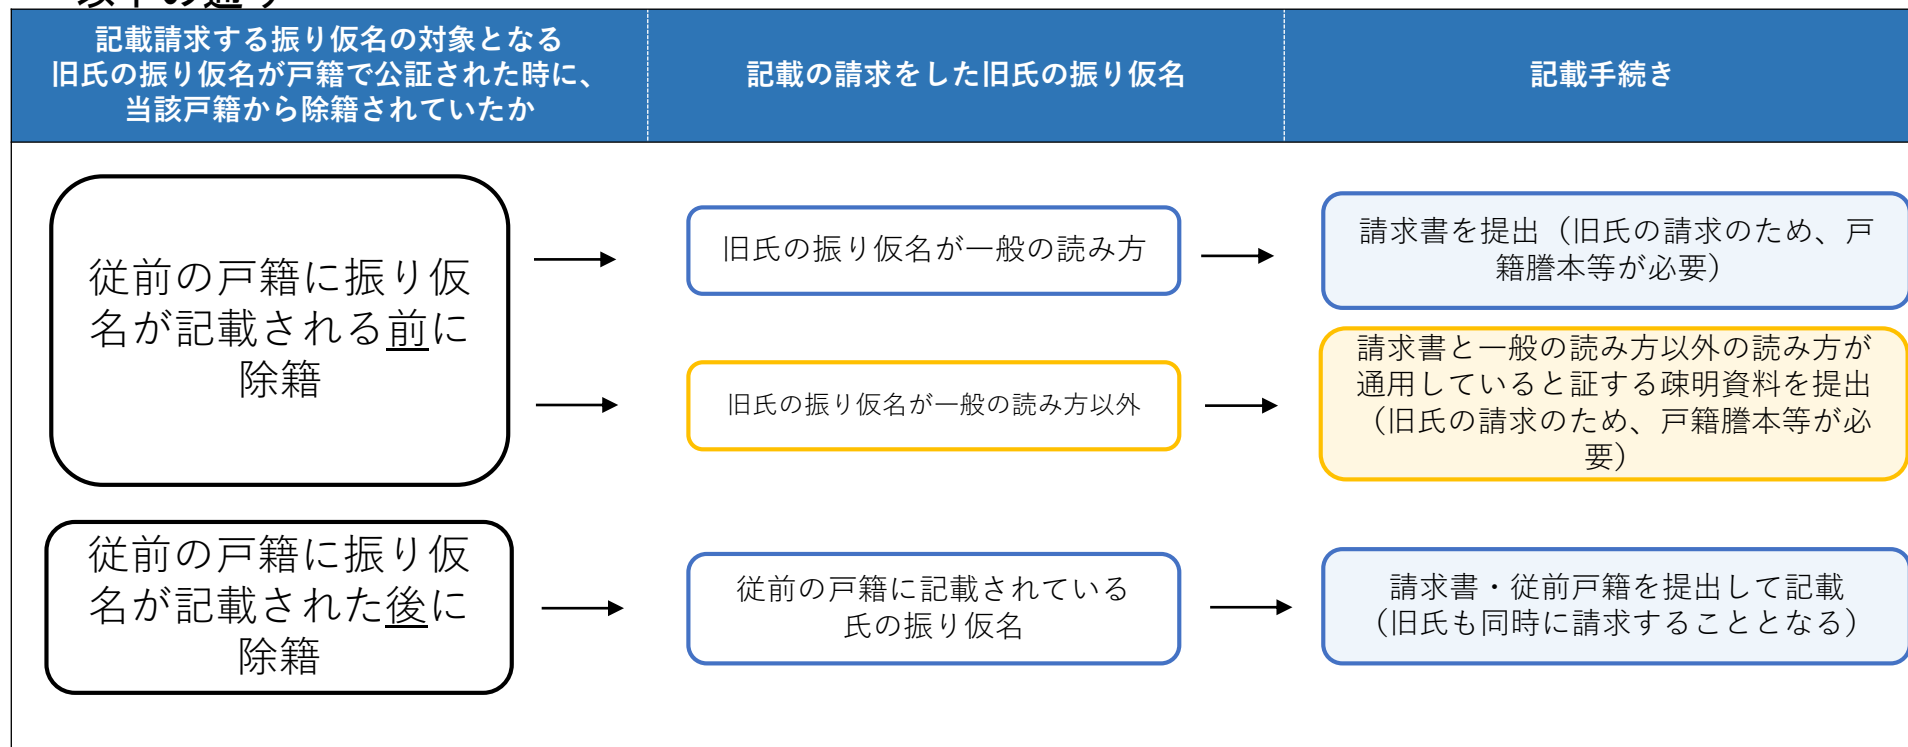 以下の通り
記載請求する振り仮名の対象となる
旧氏の振り仮名が戸籍で公証された時に、
当該戸籍から除籍されていたか
記載の請求をした旧氏の振り仮名
記載手続き
従前の戸籍に振り仮
名が記載される前に
除籍
旧氏の振り仮名が一般の読み方
請求書を提出（旧氏の請求のため、戸
籍謄本等が必要）
旧氏の振り仮名が一般の読み方以外
請求書と一般の読み方以外の読み方が
通用していると証する疎明資料を提出
（旧氏の請求のため、戸籍謄本等が必
要）
従前の戸籍に振り仮
名が記載された後に
除籍
従前の戸籍に記載されている
氏の振り仮名
請求書・従前戸籍を提出して記載
（旧氏も同時に請求することとなる）